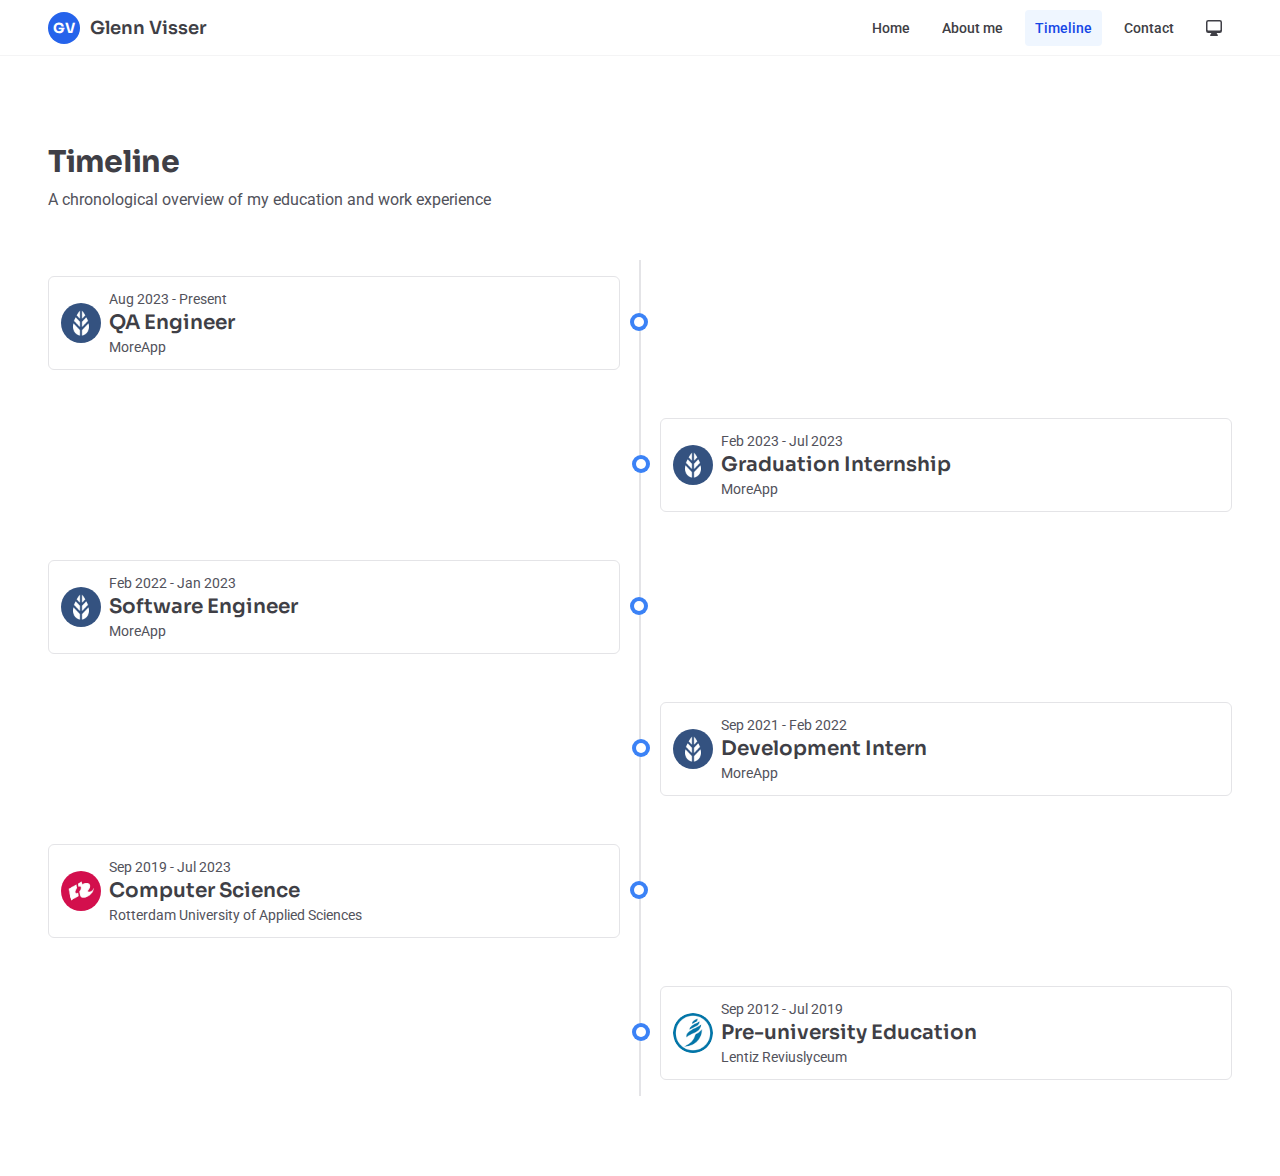 GV Glenn Visser
Home About me Timeline Contact
Timeline
A chronological overview of my education and work experience
Aug 2023 - Present
QA Engineer
MoreApp
Feb 2023 - Jul 2023
Graduation Internship
MoreApp
Feb 2022 - Jan 2023
Software Engineer
MoreApp
Sep 2021 - Feb 2022
Development Intern
MoreApp
Sep 2019 - Jul 2023
Computer Science
Rotterdam University of Applied Sciences
Sep 2012 - Jul 2019
Pre-university Education
Lentiz Reviuslyceum